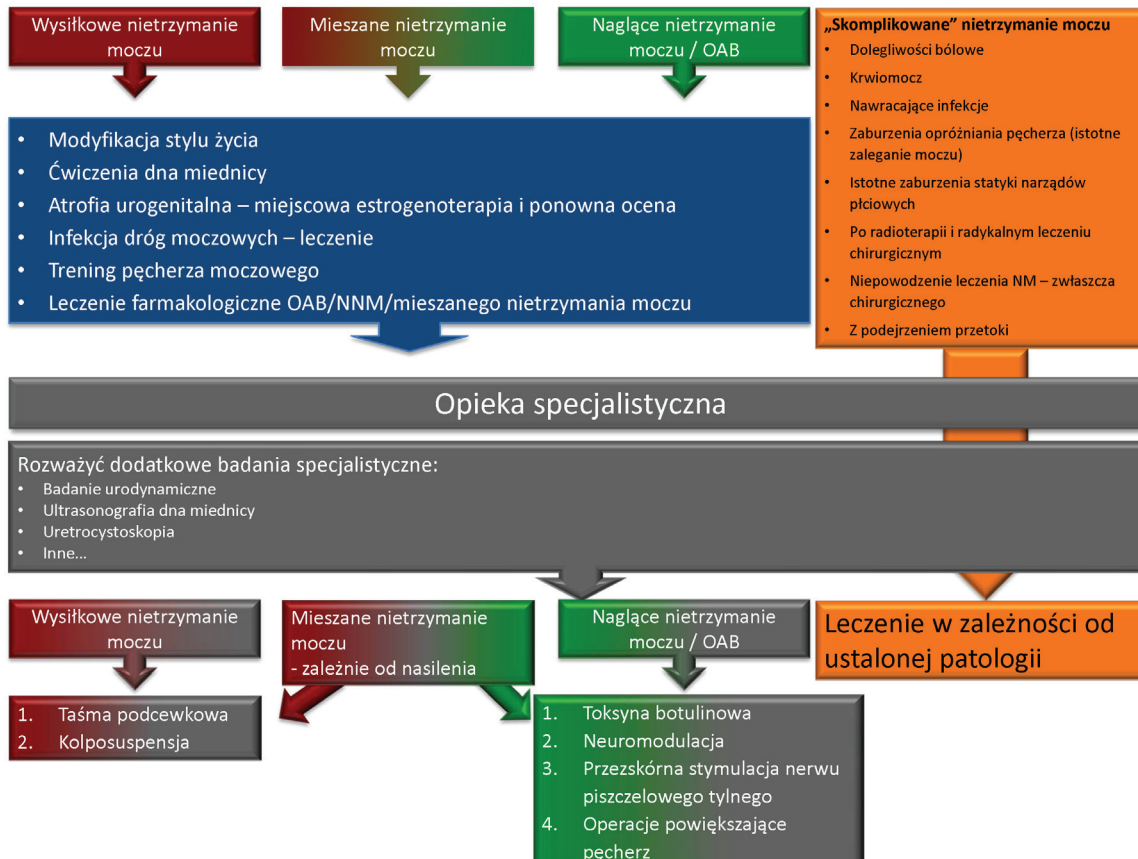 Wysiłkowe nietrzymanie
moczu
Mieszane nietrzymanie
moczu
Naglące nietrzymanie
moczu / OAB
„Skomplikowane” nietrzymanie moczu
• Dolegliwości bólowe
• Krwiomocz
• Nawracające infekcje
• Zaburzenia opróżniania pęcherza (istotne
zaleganie moczu)
• Istotne zaburzenia statyki narządów
płciowych
• Po radioterapii i radykalnym leczeniu
chirurgicznym
• Niepowodzenie leczenia NM – zwłaszcza
chirurgicznego
• Z podejrzeniem przetoki
• Modyfikacja stylu życia
• Ćwiczenia dna miednicy
• Atrofia urogenitalna – miejscowa estrogenoterapia i ponowna ocena
• Infekcja dróg moczowych – leczenie
• Trening pęcherza moczowego
• Leczenie farmakologiczne OAB/NNM/mieszanego nietrzymania moczu
Opieka specjalistyczna
Rozważyć dodatkowe badania specjalistyczne:
• Badanie urodynamiczne
• Ultrasonografia dna miednicy
• Uretrocystoskopia
• Inne...
Wysiłkowe nietrzymanie
moczu
Mieszane nietrzymanie
moczu
- zależnie od nasilenia
Naglące nietrzymanie
moczu / OAB
Leczenie w zależności od
ustalonej patologii
1. Taśma podcewkowa
2. Kolposuspensja
1. Toksyna botulinowa
2. Neuromodulacja
3. Przezskórna stymulacja nerwu
piszczelowego tylnego
4. Operacje powiększające
pęcherz